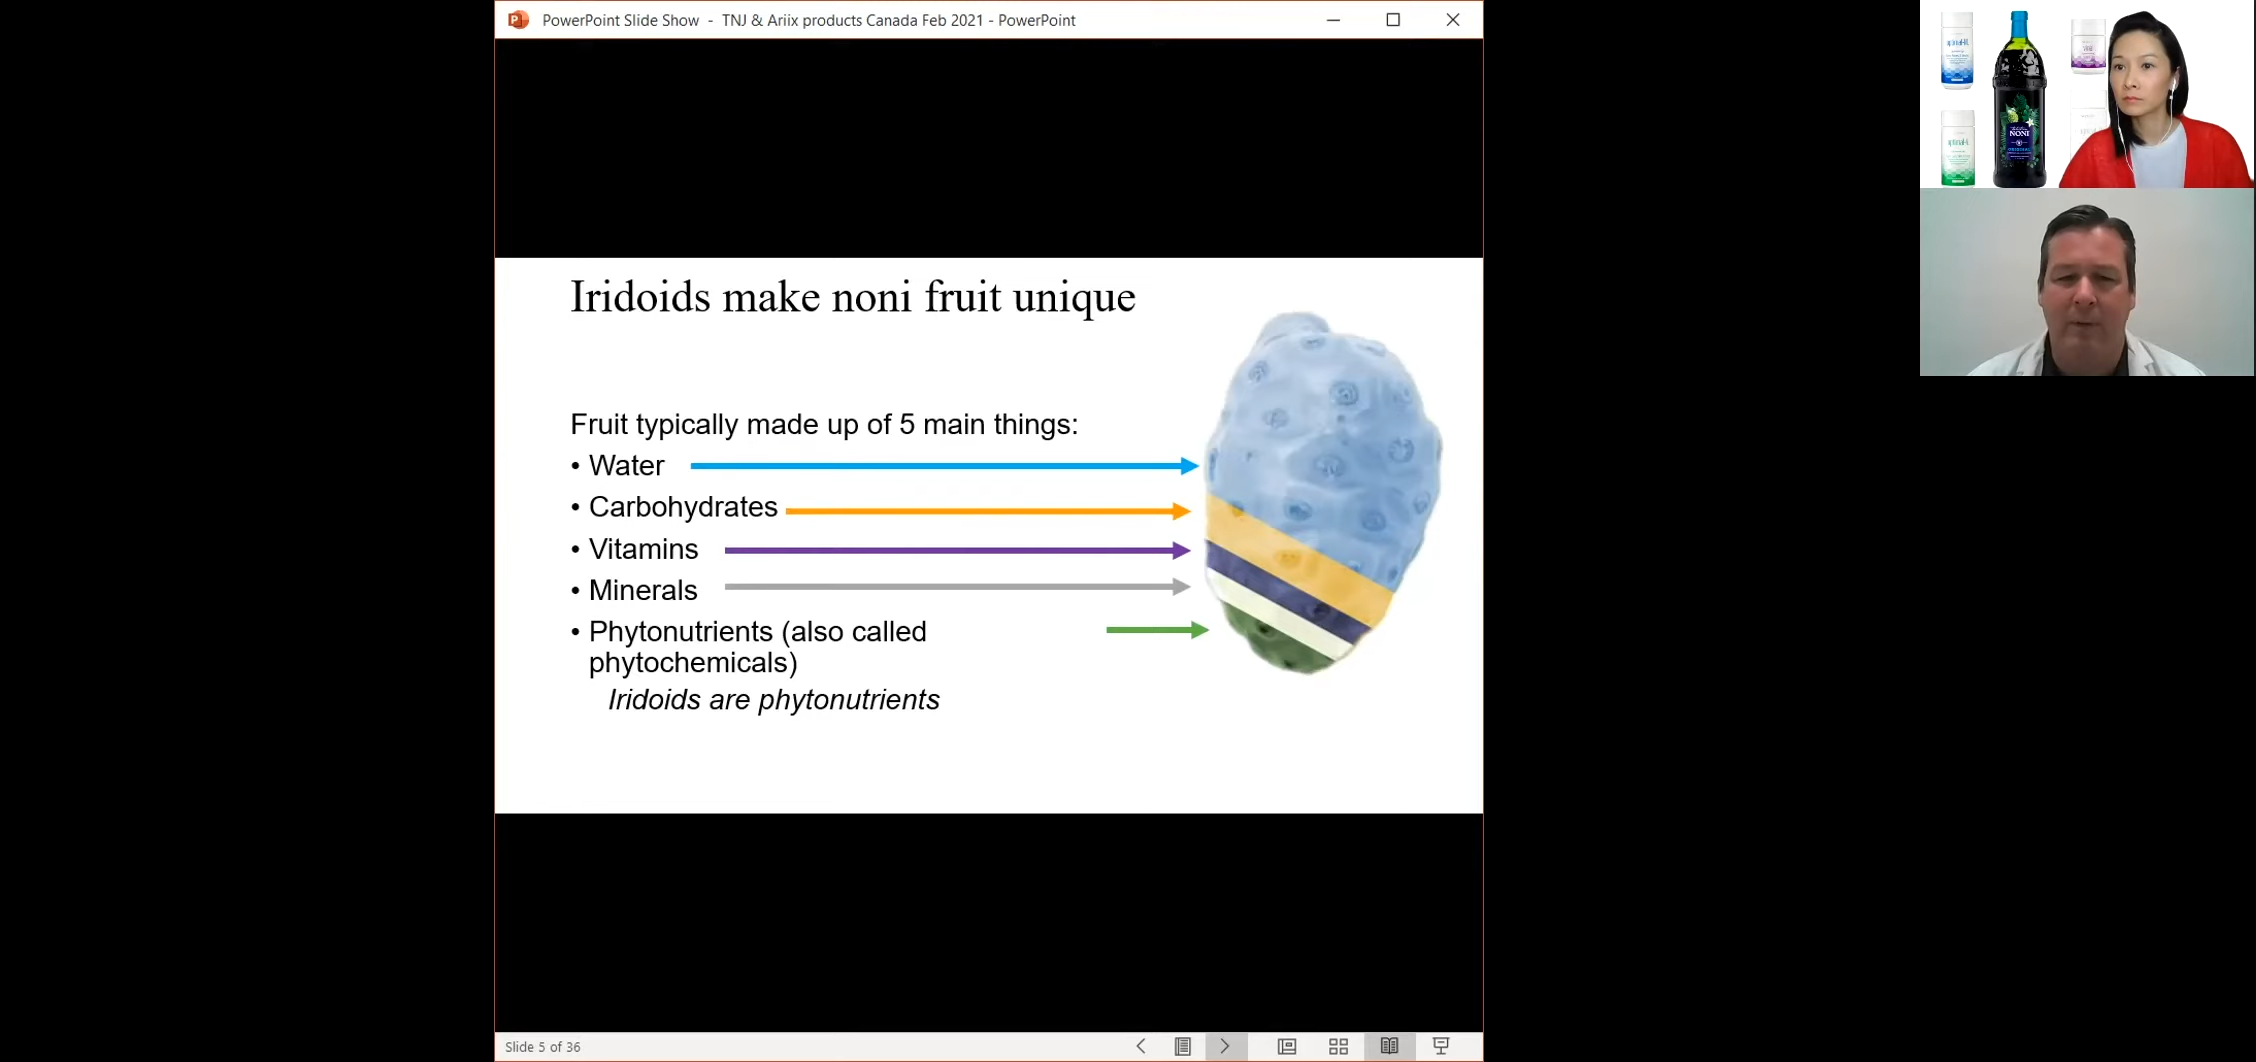 PowerPoint Slide Show - TNJ & Ariix products Canada Feb 2021 - PowerPoint
Iridoids make noni fruit unique
Fruit typically made up of 5 main things:
• Water
• Carbohydrates
• Vitamins
• Minerals
• Phytonutrients (also called
phytochemicals)
Iridoids are phytonutrients
Slide 5 of 36
NONI